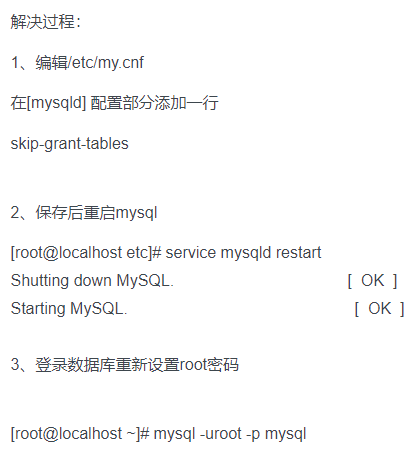 解决过程：
1、编辑/etc/my.cnf
在[mysqld] 配置部分添加一行
skip-grant-tables
2、保存后重启mysql
[root@localhost etc]# service mysqld restart
Shutting down MySQL. [ OK ]
Starting MySQL. [ OK ]
3、登录数据库重新设置root密码
[root@localhost ~]# mysql -uroot -p mysql